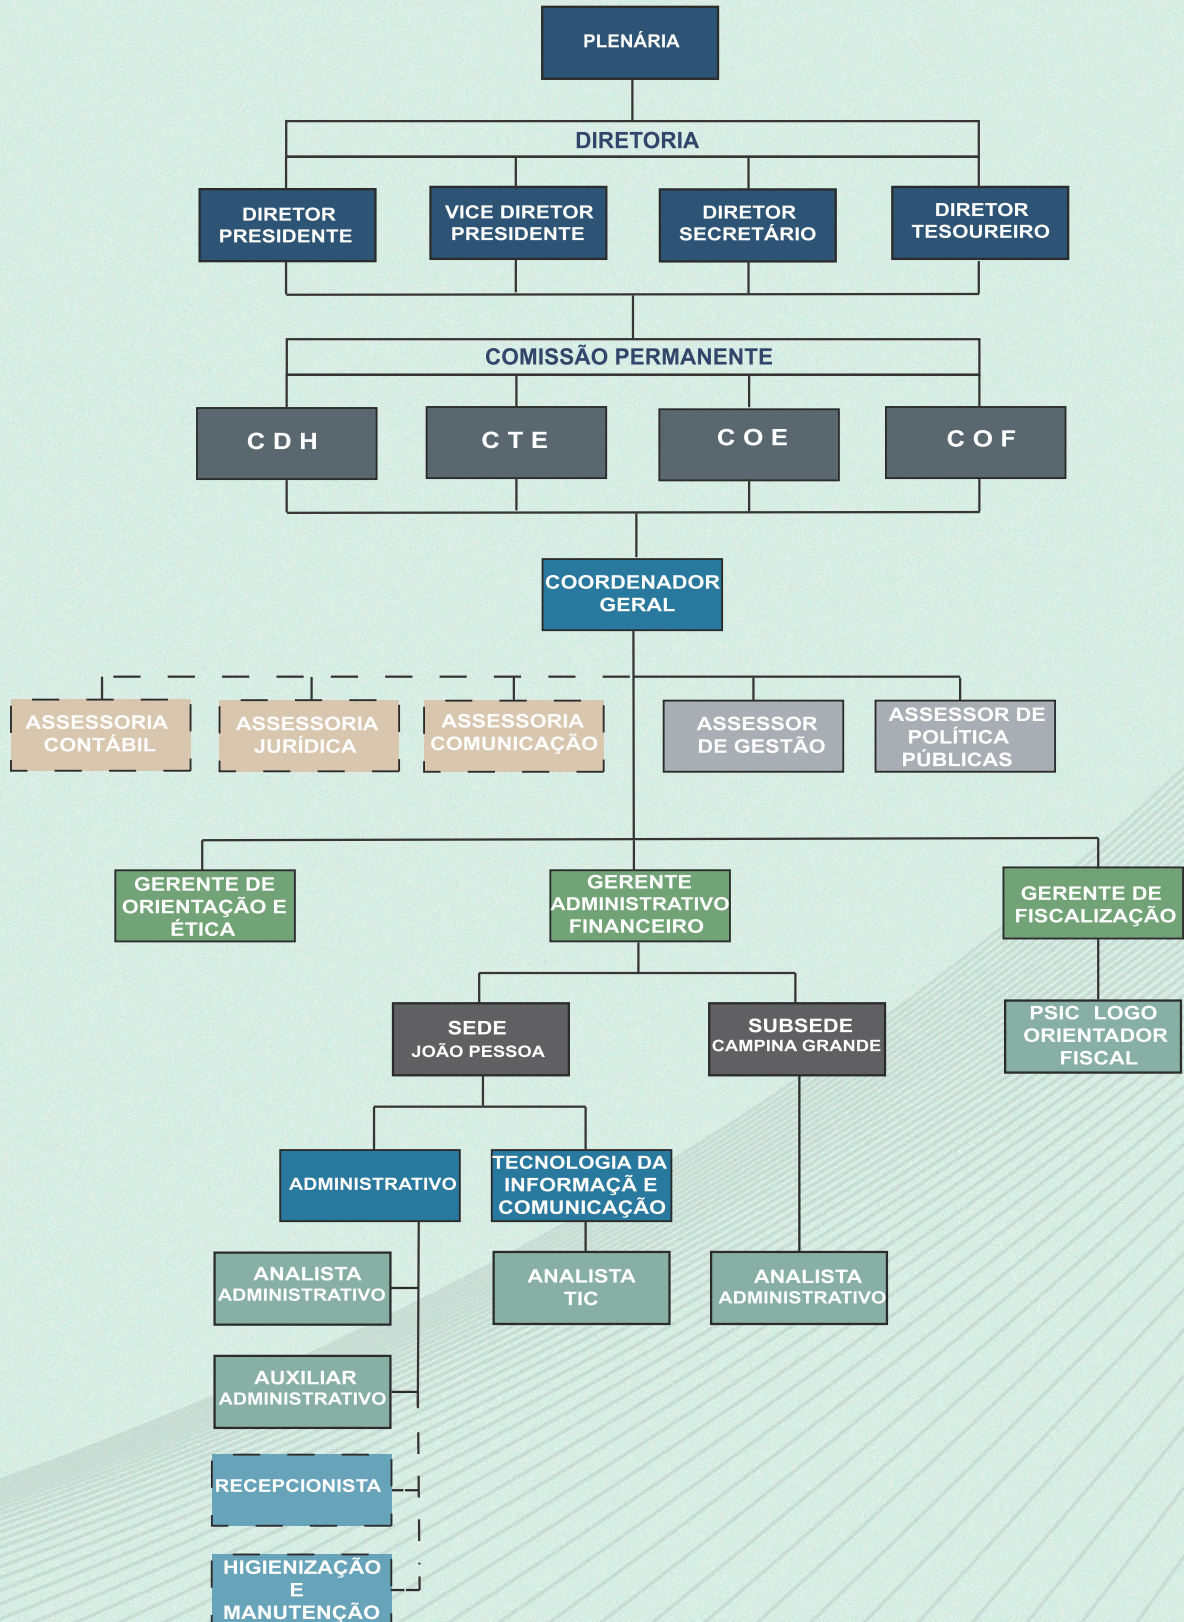 PLENÁRIA
DIRETORIA
DIRETOR
PRESIDENTE
VICE DIRETOR
PRESIDENTE
DIRETOR
SECRETÁRIO
DIRETOR
TESOUREIRO
COMISSÃO PERMANENTE
C D H
C T E
C O E
C O F
COORDENADOR
GERAL
ASSESSORIA
CONTÁBIL
ASSESSORIA
JURÍDICA
ASSESSORIA
COMUNICAÇÃO
ASSESSOR
DE GESTÃO
ASSESSOR DE
POLÍTICA
PÚBLICAS
GERENTE DE
ORIENTAÇÃO E
ÉTICA
GERENTE
ADMINISTRATIVO
FINANCEIRO
GERENTE DE
FISCALIZAÇÃO
SEDE
JOÃO PESSOA
SUBSEDE
CAMPINA GRANDE
PSIC LOGO
ORIENTADOR
FISCAL
ADMINISTRATIVO
TECNOLOGIA DA
INFORMAÇÃ E
COMUNICAÇÃO
ANALISTA
ADMINISTRATIVO
ANALISTA
TIC
ANALISTA
ADMINISTRATIVO
AUXILIAR
ADMINISTRATIVO
RECEPCIONISTA
HIGIENIZAÇÃO
E
MANUTENÇÃO